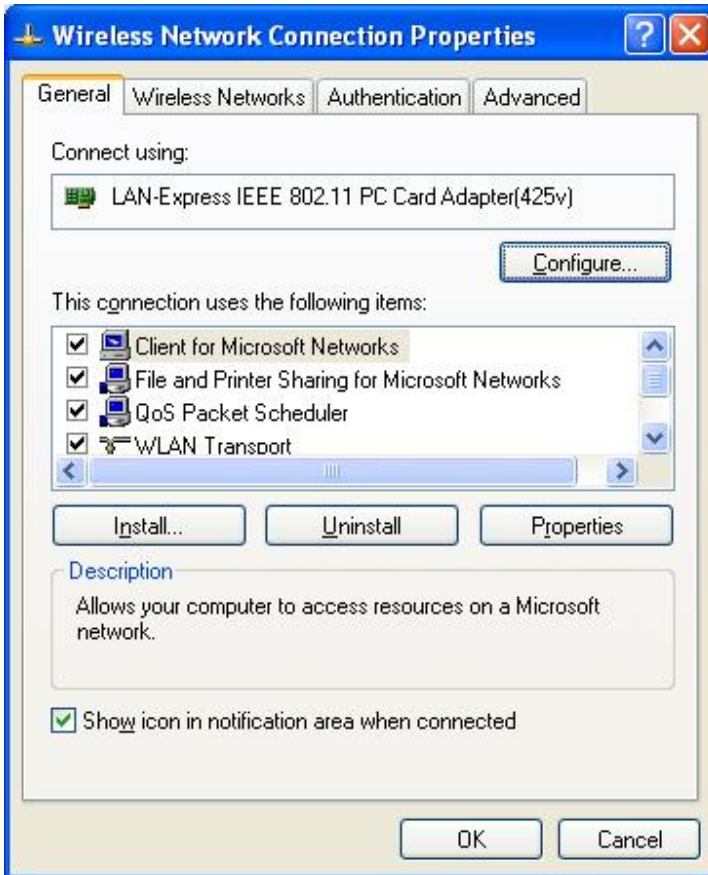 Wireless Network Connection Properties
General Wireless Networks Authentication Advanced
Connect using:
LAN-Express IEEE 802.11 PC Card Adapter(425v)
Configure...
This connection uses the following items:
Client for Microsoft Networks
File and Printer Sharing for Microsoft Networks
QoS Packet Scheduler
WLAN Transport
Install... Uninstall Properties
Description
Allows your computer to access resources on a Microsoft
network.
Show icon in notification area when connected
OK Cancel